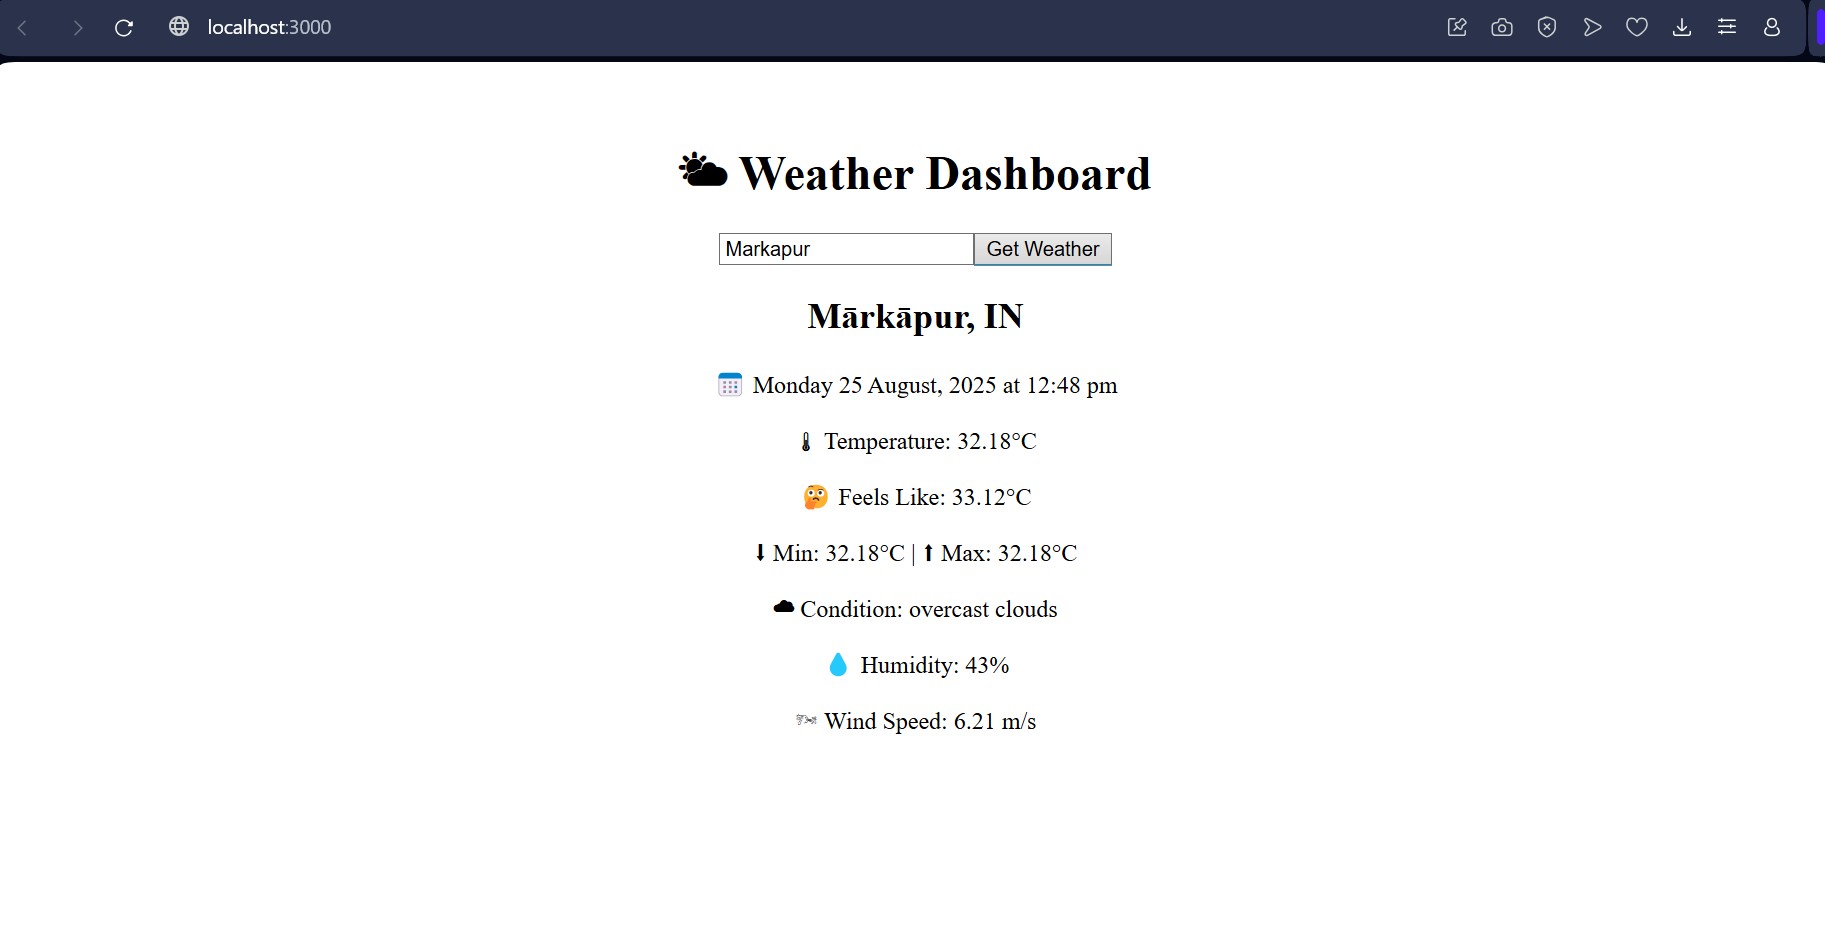 localhost:3000
Weather Dashboard
Markapur Get Weather
Mārkāpur, IN
Monday 25 August, 2025 at 12:48 pm
Temperature: 32.18°C
Feels Like: 33.12°C
Min: 32.18°C | Max: 32.18°C
Condition: overcast clouds
Humidity: 43%
Wind Speed: 6.21 m/s